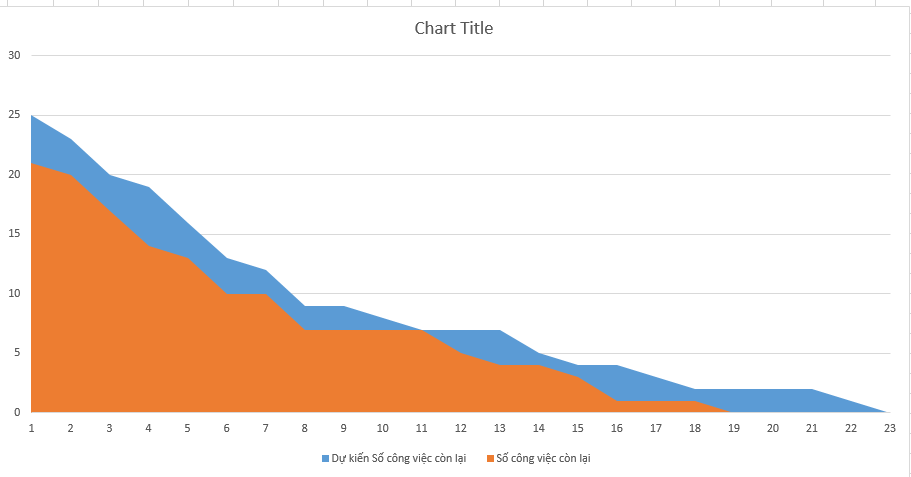 Chart Title
30
25
20
15
10
5
0
1 2 3 4 5 6 7 8 9 10 11 12 13 14 15 16 17 18 19 20 21 22 23
Dự kiến Số công việc còn lại Số công việc còn lại